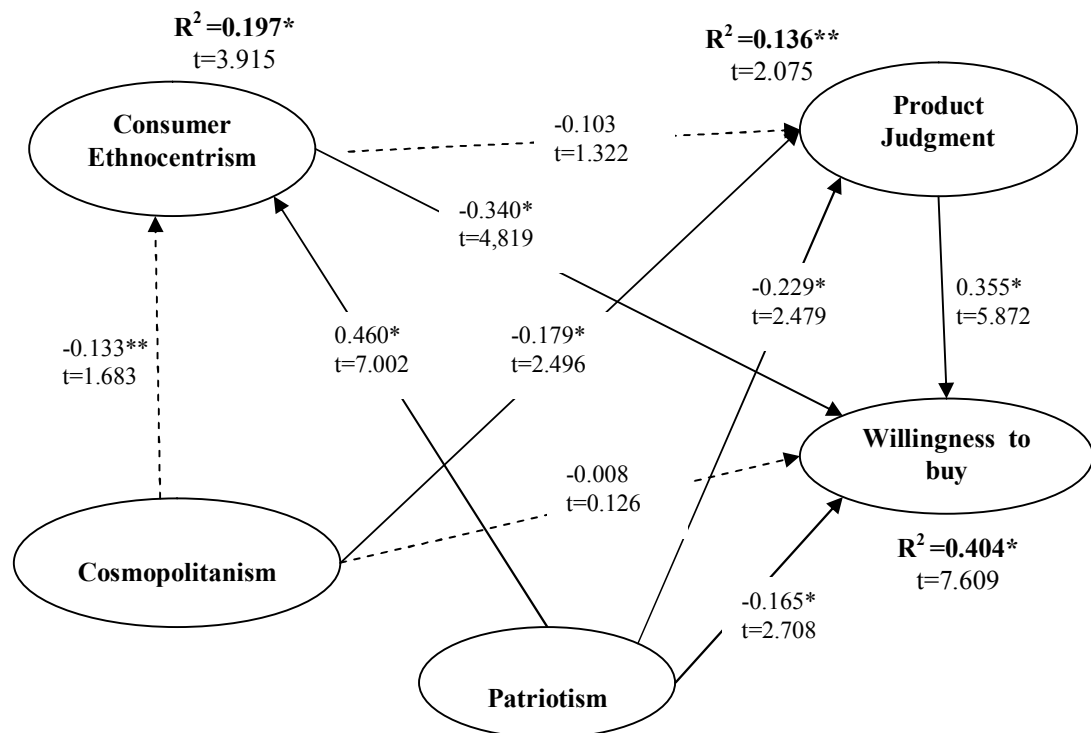 R² =0.197*
t=3.915
R² =0.136**
t=2.075
Consumer
Ethnocentrism
Product
Judgment
-0.103
t=1.322
-0.340*
t=4,819
-0.229*
t=2.479
0.355*
t=5.872
-0.133**
t=1.683
0.460*
t=7.002
-0.179*
t=2.496
Willingness to
buy
-0.008
t=0.126
R² =0.404*
t=7.609
Cosmopolitanism
-0.165*
t=2.708
Patriotism